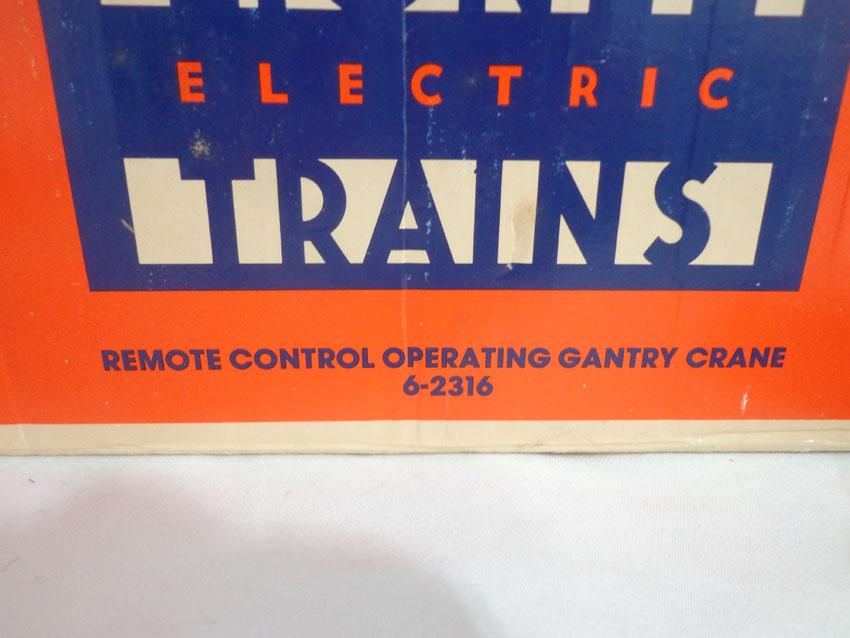 ELECTRIC
TRAINS
REMOTE CONTROL OPERATING GANTRY CRANE
6-2316